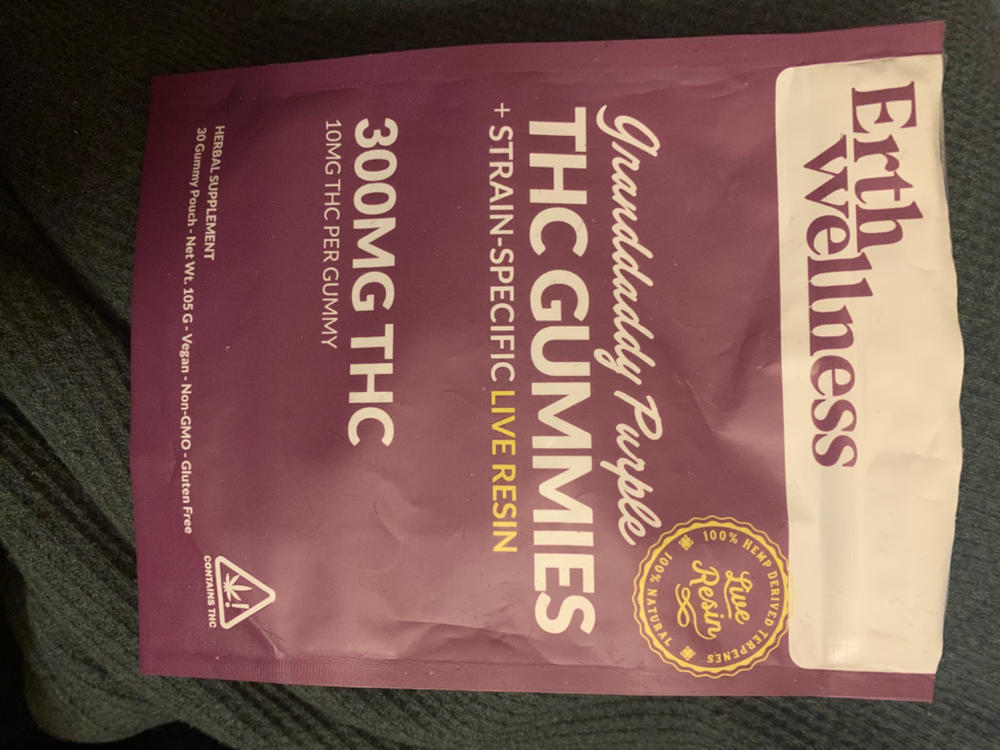 Erth
Wellness
Granddaddy Purple
THC GUMMIES
+ STRAIN-SPECIFIC LIVE RESIN
100% HEMP DERIVED TERPENES
100% NATURAL
Live
Resin
300MG THC
10MG THC PER GUMMY
HERBAL SUPPLEMENT
30 Gummy Pouch - Net Wt. 105 G - Vegan - Non-GMO - Gluten Free
!
CONTAINS THC